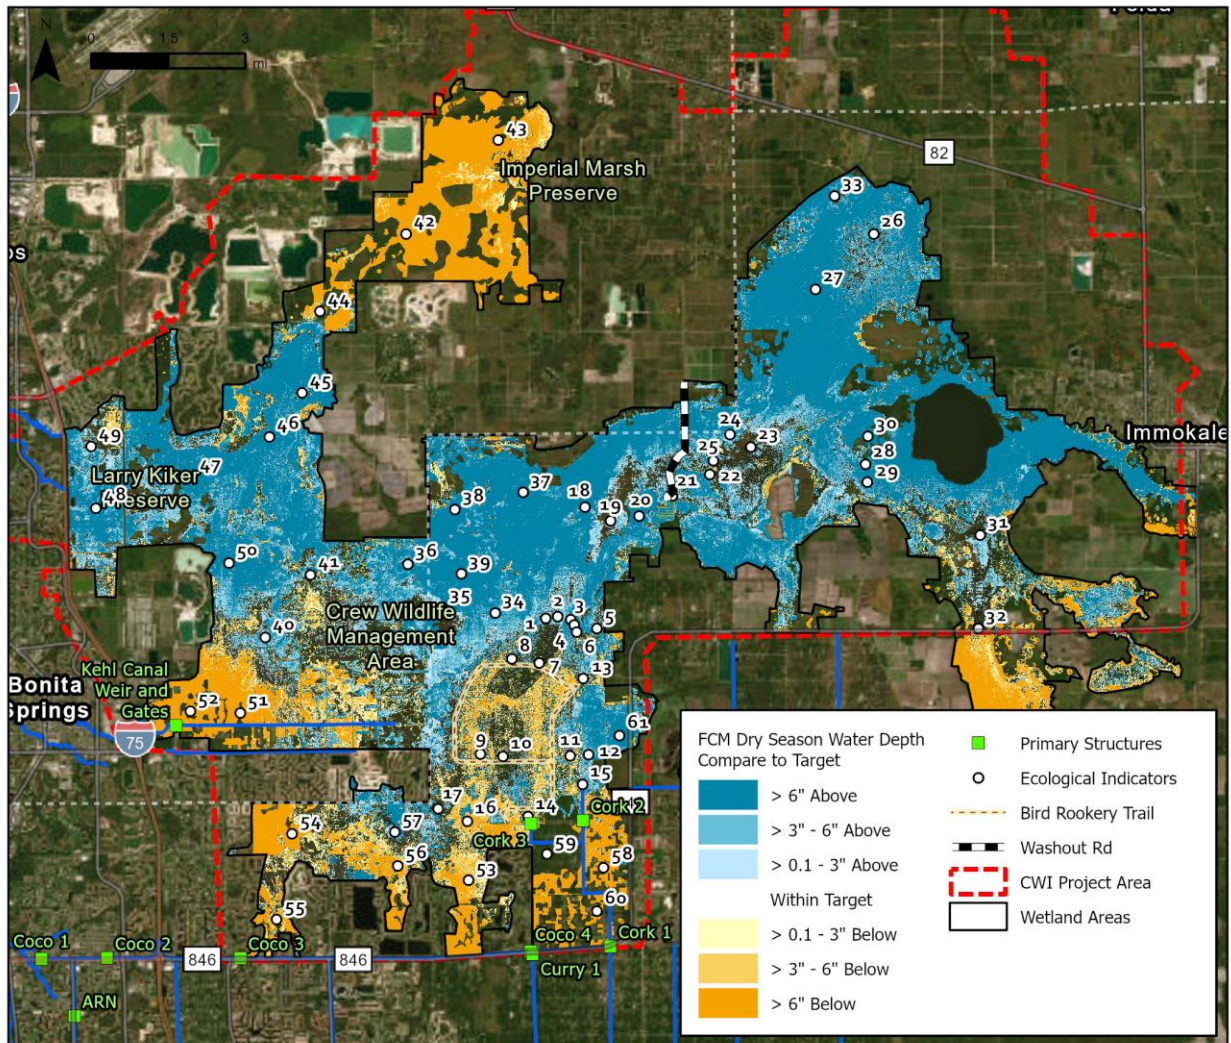 N
0 1.5 3
mi
43
Imperial Marsh
Preserve
82
33
42
26
27
44
45
46
24
23
30
Immokale
49
25
28
47
Larry Kiker
Preserve
22
29
21
48
37
18
38
19
20
31
50
41
36
39
35
34
2
3
5
1
4
6
32
40
Crew Wildlife
Management
Area
8
7
13
Kehl Canal
Weir and
Gates
Bonita
Springs
52
51
75
61
9
10
11
12
15
17
16
14
Cork 2
54
57
Cork 3
59
56
58
53
55
60
Coco 1
Coco 2
Coco 3
Coco 4
Cork 1
846
846
Curry 1
ARN
FCM Dry Season Water Depth
Compare to Target
> 6" Above
> 3" - 6" Above
> 0.1 - 3" Above
Within Target
> 0.1 - 3" Below
> 3" - 6" Below
> 6" Below
Primary Structures
Ecological Indicators
Bird Rookery Trail
Washout Rd
CWI Project Area
Wetland Areas